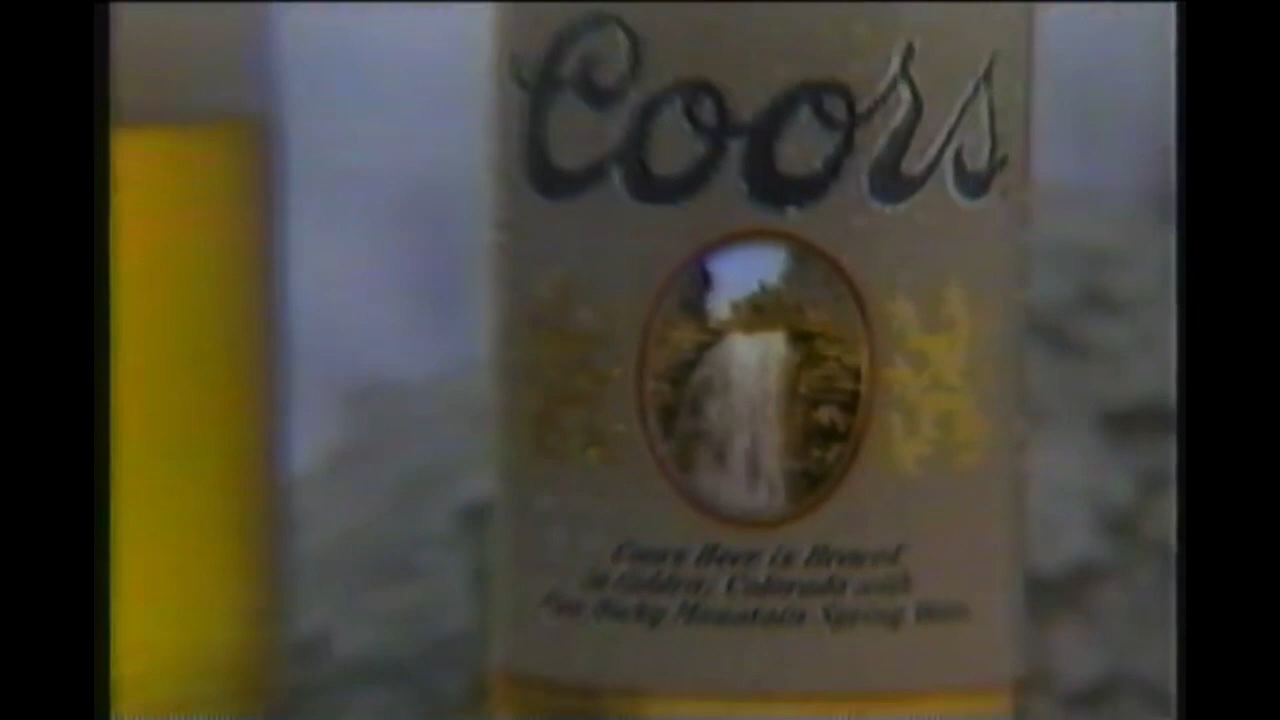 Coors
Coors Beer is Brewed
in Golden, Colorado with
Rocky Mountain Spring